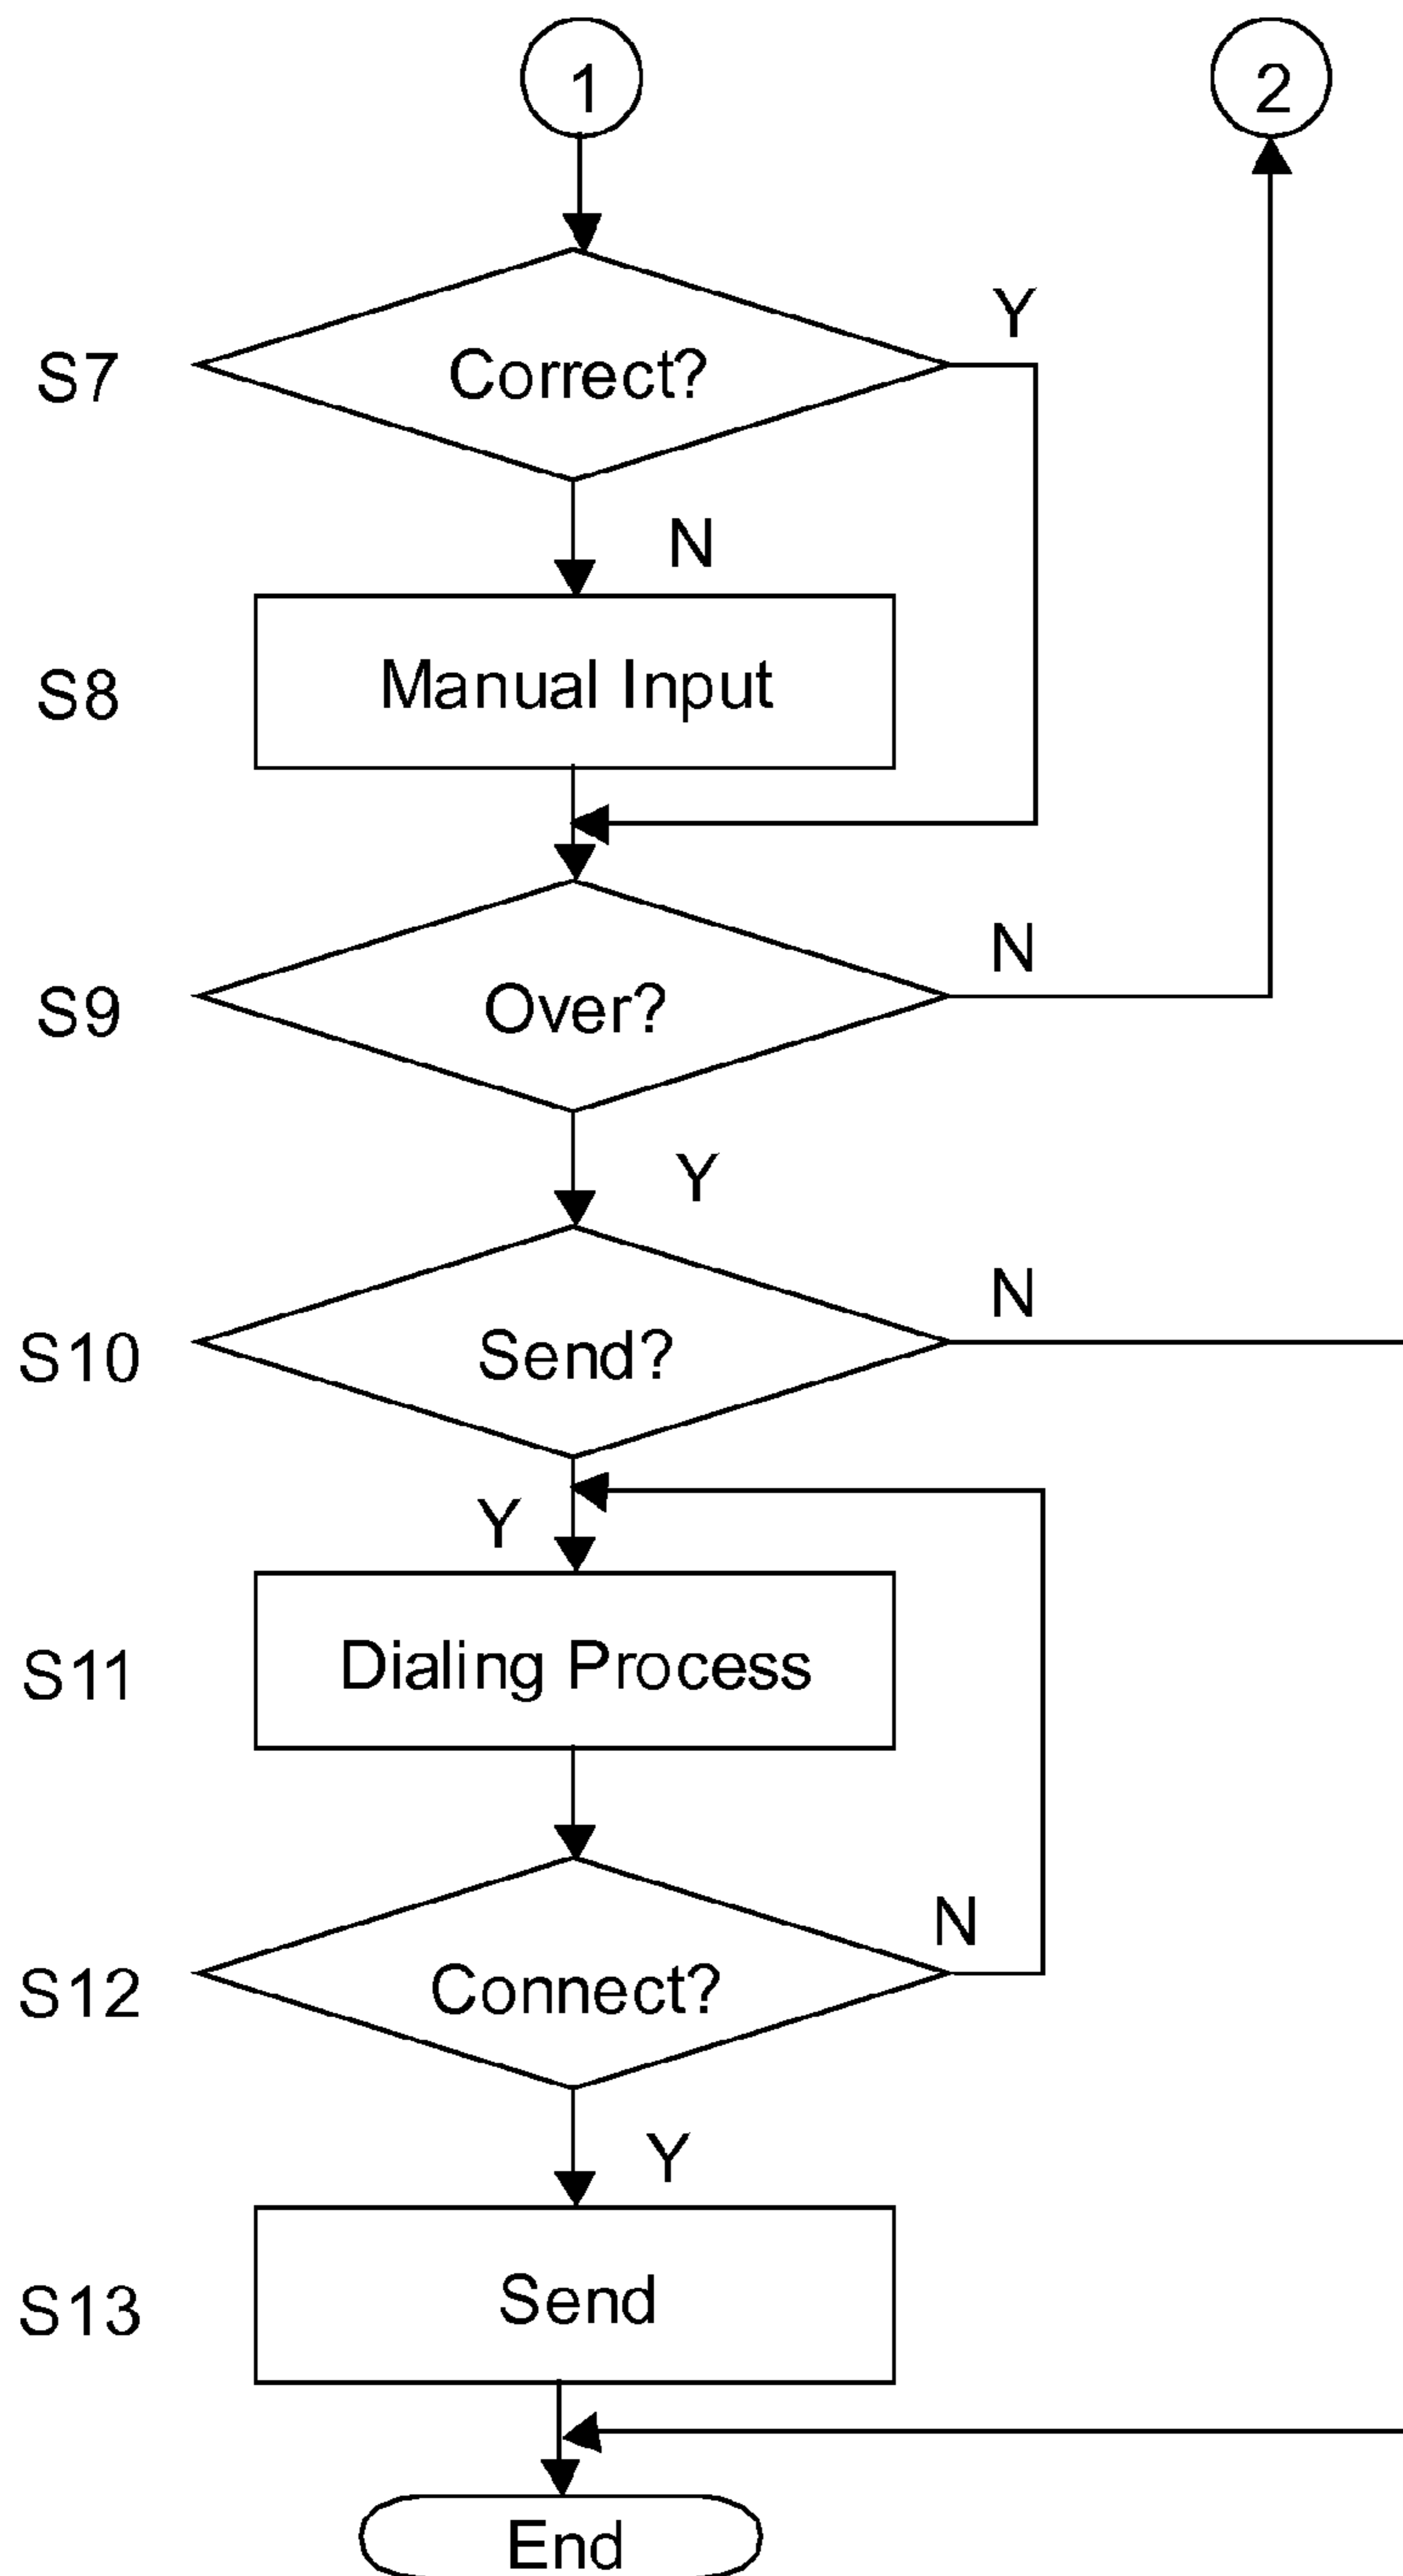 1
2
Y
S7
Correct?
N
S8
Manual Input
N
S9
Over?
Y
N
S10
Send?
Y
S11
Dialing Process
N
S12
Connect?
Y
S13
Send
End